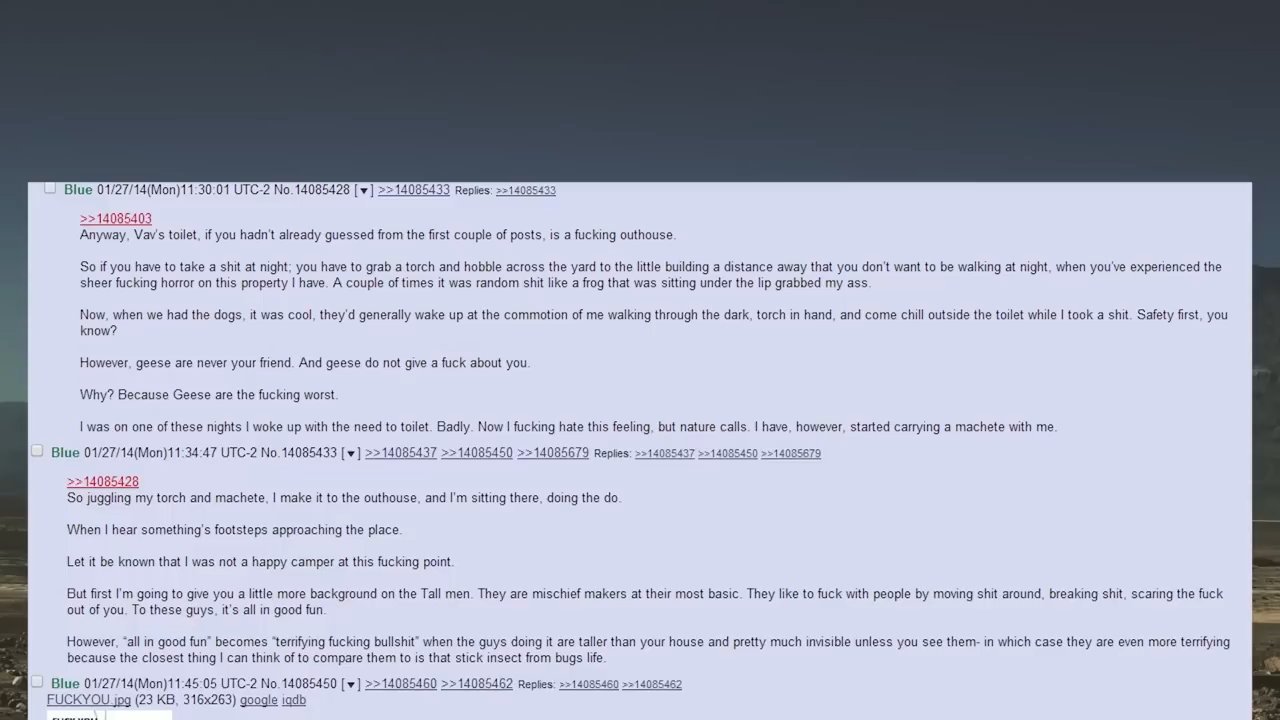 Blue 01/27/14(Mon)11:30:01 UTC-2 No.14085428 [▼] >>14085433 Replies: >>14085433
>>14085403
Anyway, Vav's toilet, if you hadn't already guessed from the first couple of posts, is a fucking outhouse.
So if you have to take a shit at night; you have to grab a torch and hobble across the yard to the little building a distance away that you don't want to be walking at night, when you've experienced the
sheer fucking horror on this property I have. A couple of times it was random shit like a frog that was sitting under the lip grabbed my ass.
Now, when we had the dogs, it was cool, they'd generally wake up at the commotion of me walking through the dark, torch in hand, and come chill outside the toilet while I took a shit. Safety first, you
know?
However, geese are never your friend. And geese do not give a fuck about you.
Why? Because Geese are the fucking worst.
I was on one of these nights I woke up with the need to toilet. Badly. Now I fucking hate this feeling, but nature calls. I have, however, started carrying a machete with me.
Blue 01/27/14(Mon)11:34:47 UTC-2 No.14085433 [▼] >>14085437 >>14085450 >>14085679 Replies: >>14085437 >>14085450 >>14085679
>>14085428
So juggling my torch and machete, I make it to the outhouse, and I'm sitting there, doing the do.
When I hear something's footsteps approaching the place.
Let it be known that I was not a happy camper at this fucking point.
But first I'm going to give you a little more background on the Tall men. They are mischief makers at their most basic. They like to fuck with people by moving shit around, breaking shit, scaring the fuck
out of you. To these guys, it's all in good fun.
However, "all in good fun" becomes "terrifying fucking bullshit" when the guys doing it are taller than your house and pretty much invisible unless you see them- in which case they are even more terrifying
because the closest thing I can think of to compare them to is that stick insect from bugs life.
Blue 01/27/14(Mon)11:45:05 UTC-2 No.14085450 [▼] >>14085460 >>14085462 Replies: >>14085460 >>14085462
FUCKYOU.jpg (23 KB, 316x263) google iqdb